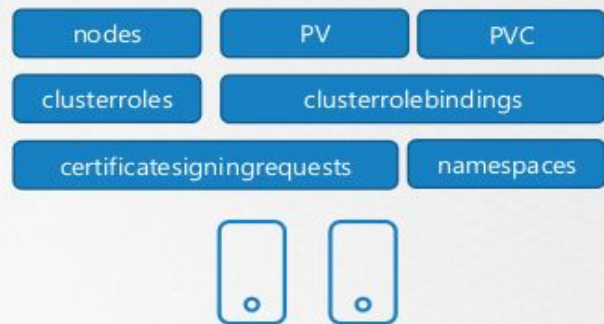 nodes PV PVC
clusterroles clusterrolebindings
certificatesigningrequests namespaces